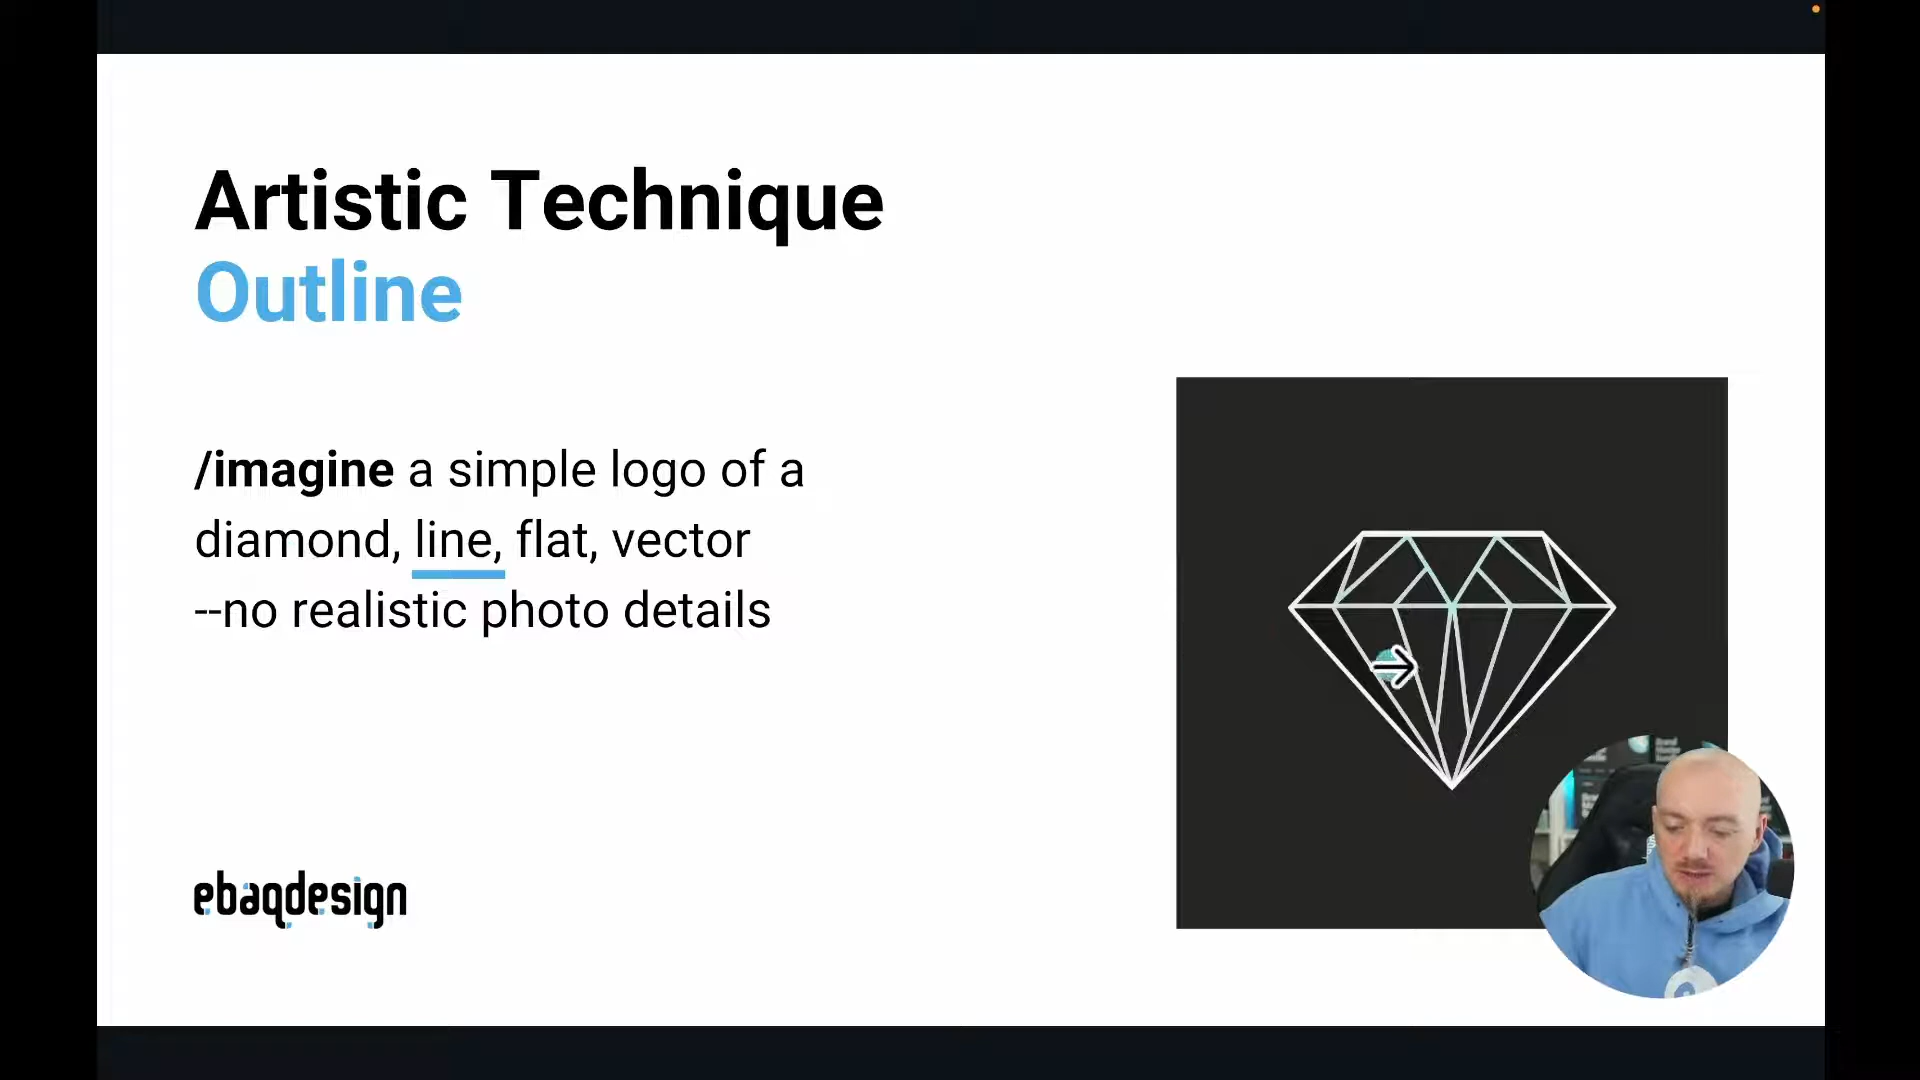 Artistic Technique
Outline
/imagine a simple logo of a
diamond, line, flat, vector
--no realistic photo details
ebaqdesign